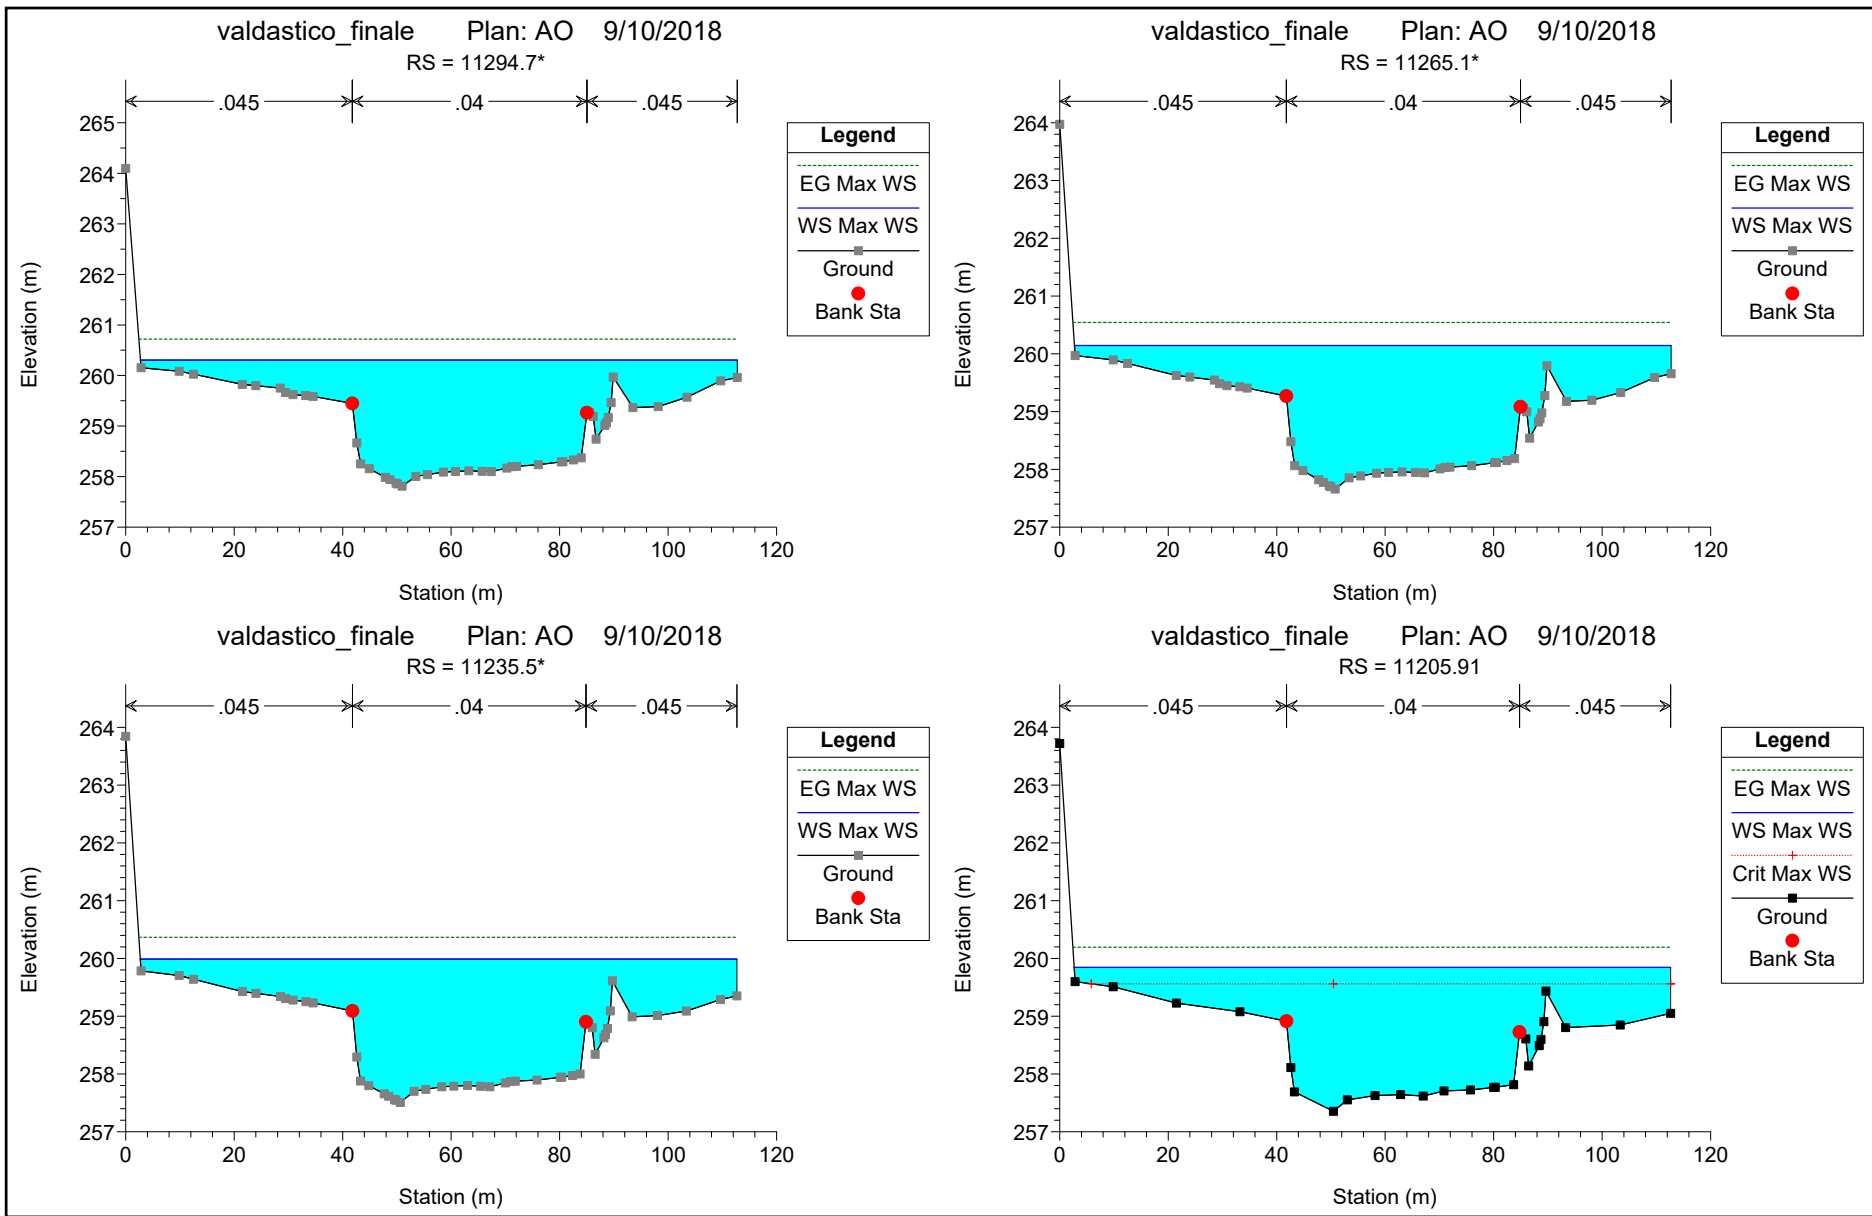 valdastico_finale Plan: AO 9/10/2018
RS = 11294.7*
.045 .04 .045
265
264
263
262
261
260
259
258
257
Elevation (m)
0 20 40 60 80 100 120
Station (m)
Legend
EG Max WS
WS Max WS
Ground
Bank Sta
valdastico_finale Plan: AO 9/10/2018
RS = 11265.1*
.045 .04 .045
264
263
262
261
260
259
258
257
Elevation (m)
0 20 40 60 80 100 120
Station (m)
Legend
EG Max WS
WS Max WS
Ground
Bank Sta
valdastico_finale Plan: AO 9/10/2018
RS = 11235.5*
.045 .04 .045
264
263
262
261
260
259
258
257
Elevation (m)
0 20 40 60 80 100 120
Station (m)
Legend
EG Max WS
WS Max WS
Ground
Bank Sta
valdastico_finale Plan: AO 9/10/2018
RS = 11205.91
.045 .04 .045
264
263
262
261
260
259
258
257
Elevation (m)
0 20 40 60 80 100 120
Station (m)
Legend
EG Max WS
WS Max WS
Crit Max WS
Ground
Bank Sta